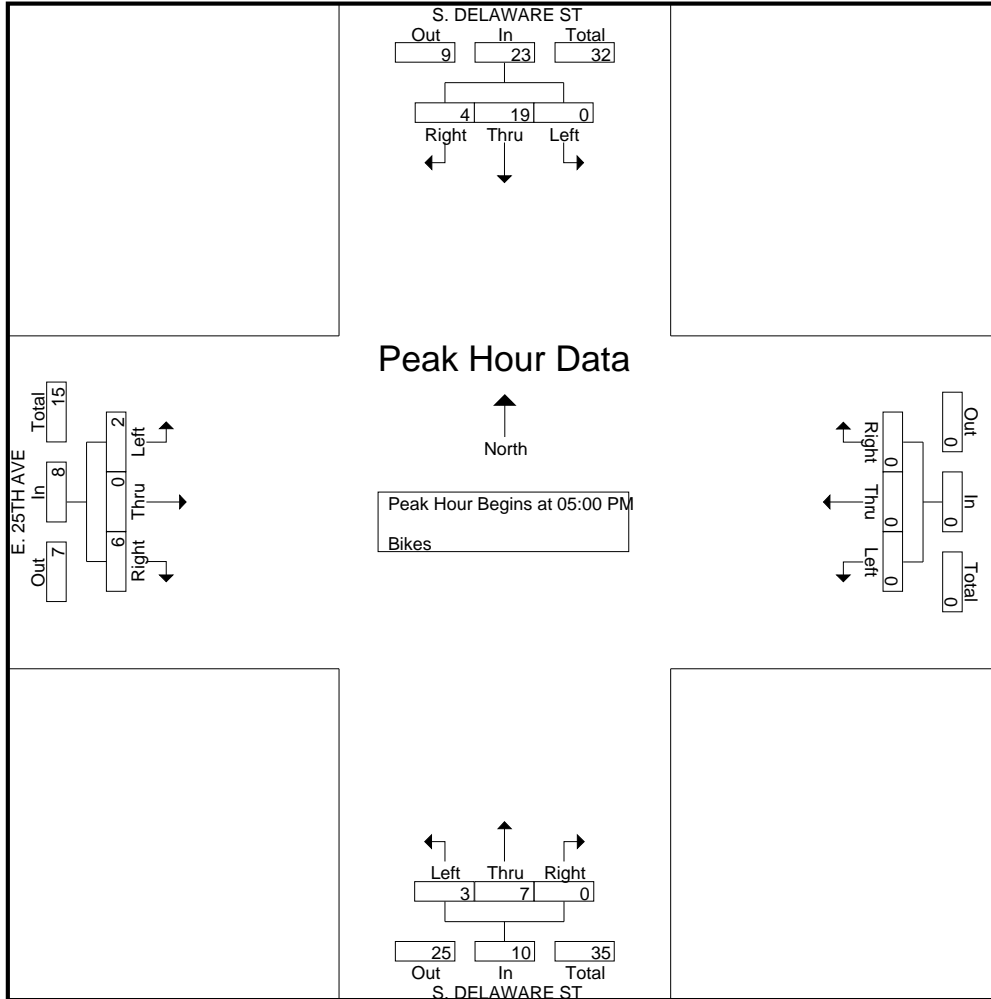 S. DELAWARE ST
Out In Total
9 23 32
4 19 0
Right Thru Left
Peak Hour Data
North
Peak Hour Begins at 05:00 PM
Bikes
E. 25TH AVE
Out In Total
7 8 15
6 0 2
Right Thru Left
Out In Total
0 0 0
0 0 0
Right Thru Left
Left Thru Right
3 7 0
25 10 35
Out In Total
S. DELAWARE ST